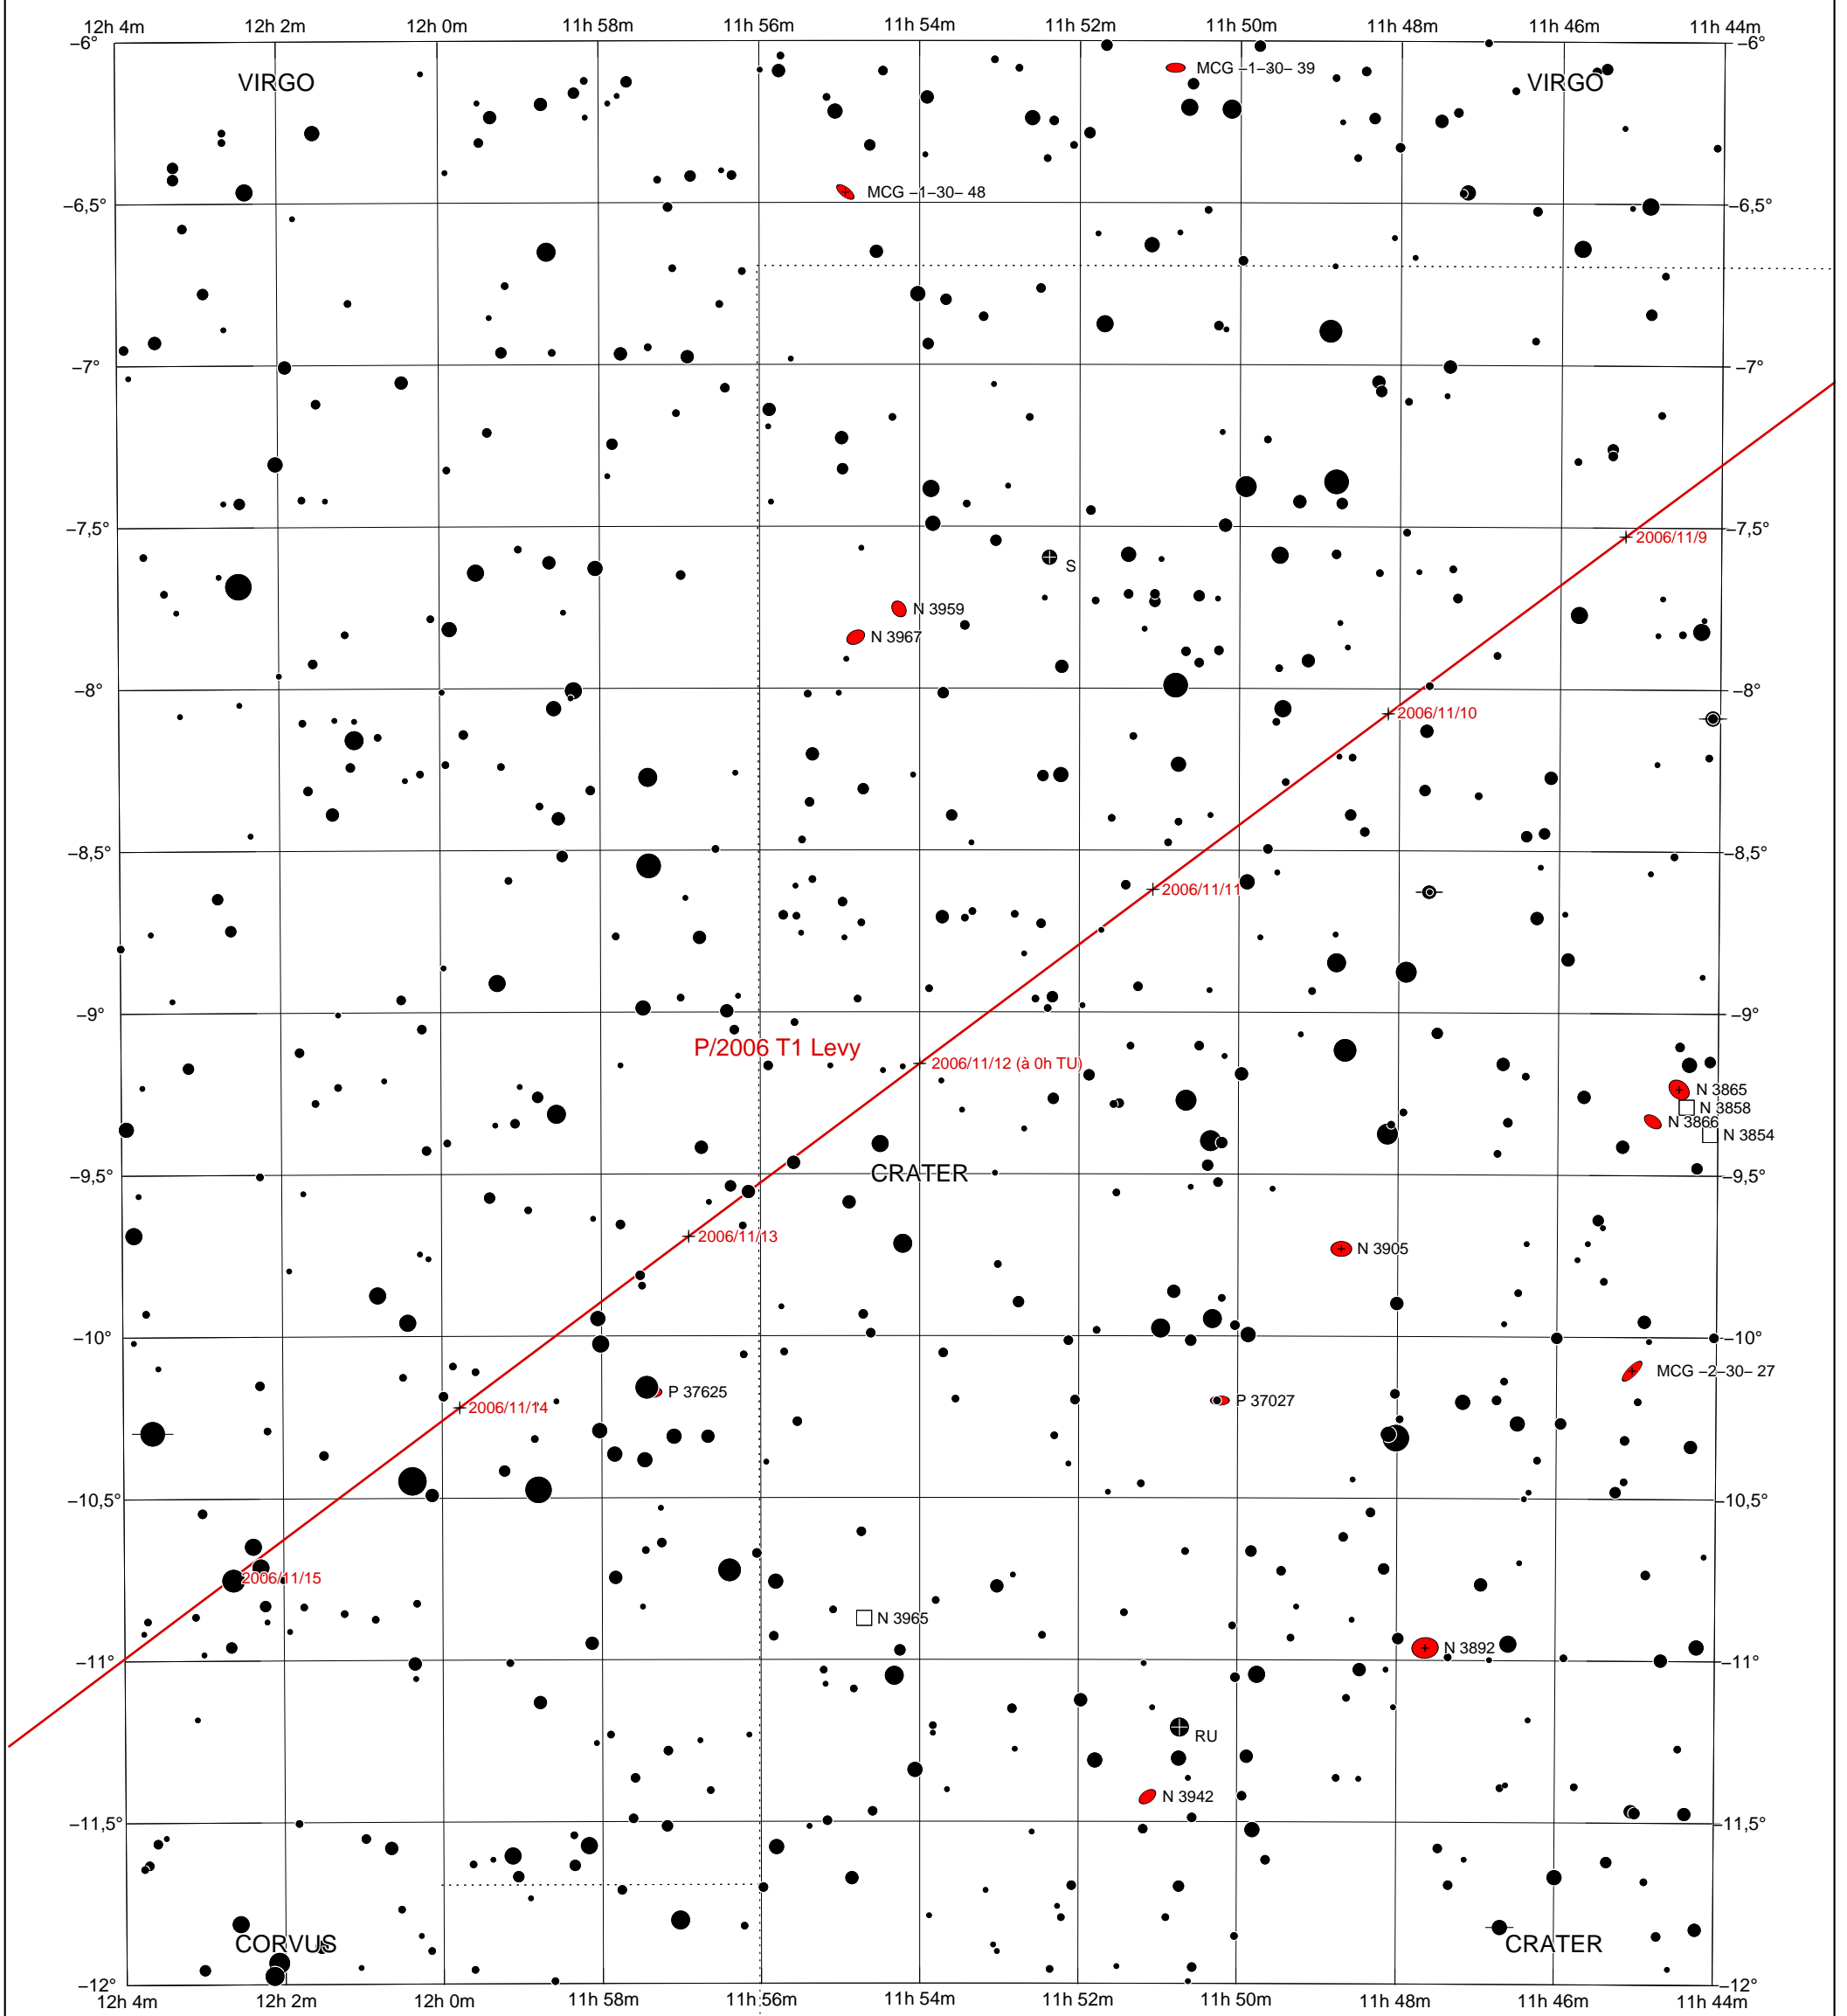 12h 4m 12h 2m 12h 0m 11h 58m 11h 56m 11h 54m 11h 52m 11h 50m 11h 48m 11h 46m 11h 44m
–6° –6°
MCG –1–30– 39
VIRGO VIRGO
MCG –1–30– 48
–6,5° –6,5°
–7° –7°
–7,5° –7,5°
2006/11/9
S
N 3959
N 3967
–8° –8°
2006/11/10
–8,5° –8,5°
2006/11/11
–9° –9°
P/2006 T1 Levy
2006/11/12 (à 0h TU)
N 3865
N 3858
N 3866
N 3854
–9,5° –9,5°
CRATER
2006/11/13
N 3905
–10° –10°
MCG –2–30– 27
P 37625
P 37027
2006/11/14
–10,5° –10,5°
2006/11/15
N 3965
N 3892
–11° –11°
RU
N 3942
–11,5° –11,5°
CORVUS CRATER
–12° –12°
12h 4m 12h 2m 12h 0m 11h 58m 11h 56m 11h 54m 11h 52m 11h 50m 11h 48m 11h 46m 11h 44m